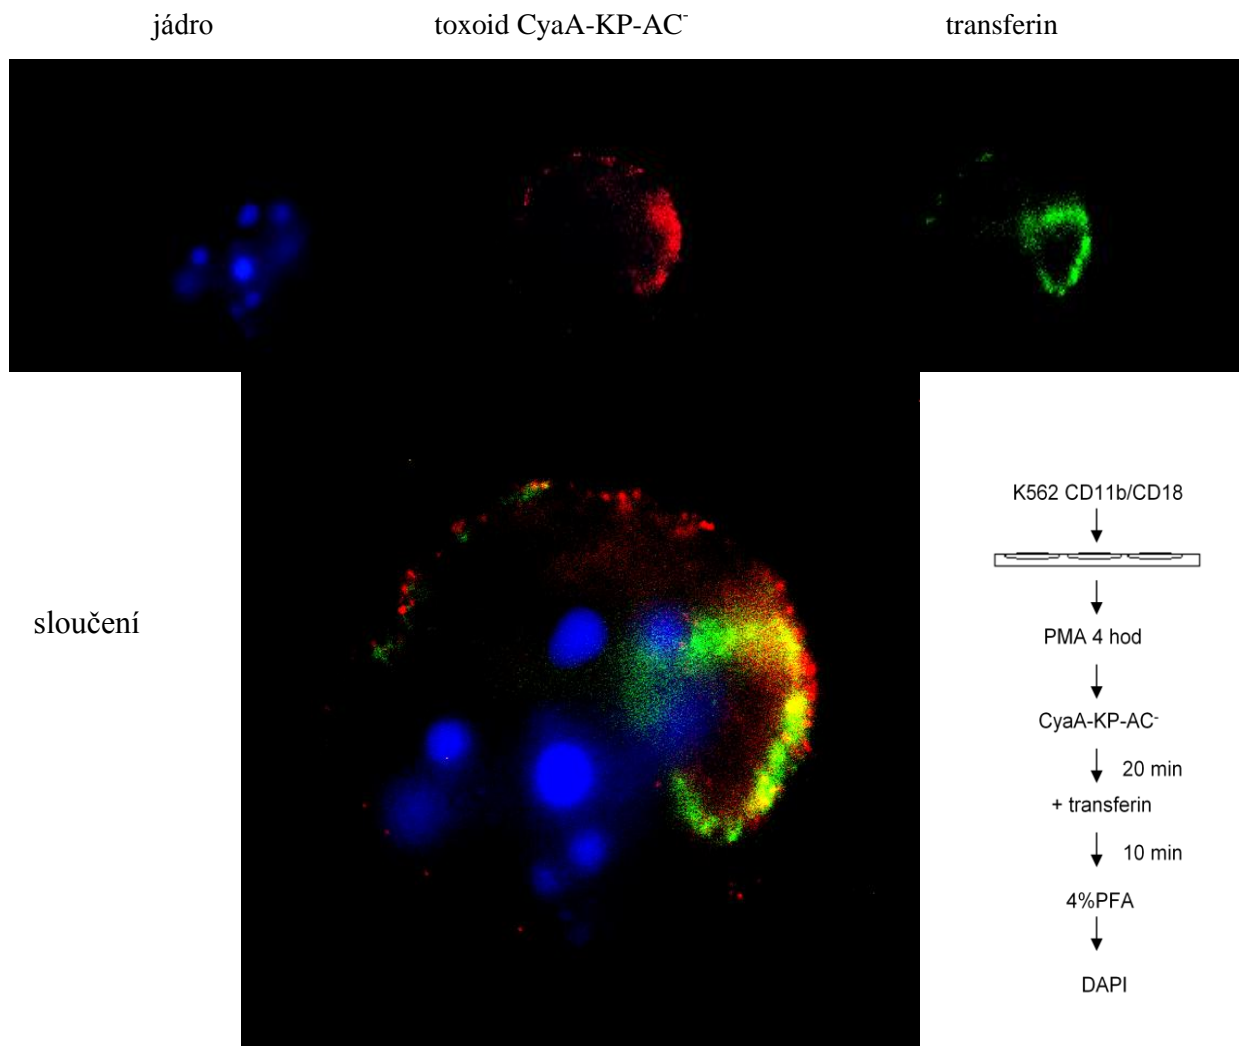 jádro toxoid CyaA-KP-AC⁻ transferin
sloučení
K562 CD11b/CD18
PMA 4 hod
CyaA-KP-AC⁻
20 min
+ transferin
10 min
4%PFA
DAPI